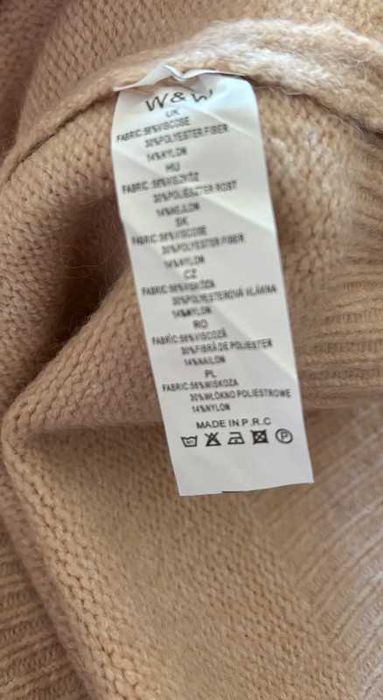 W&W
UK
FABRIC:56%VISCOSE
30%POLYESTER FIBER
14%NYLON
HU
FABRIC:56%VISZKÓZ
30%POLIÉSZTER ROST
14%NEJLON
SK
FABRIC:56%VISCOSE
30%POLYESTER FIBER
14%NYLON
CZ
FABRIC:56%VISKÓZA
30%POLYESTEROVÁ VLÁKNA
14%NYLON
RO
FABRIC:56%VISCOZĂ
30%FIBRĂ DE POLIESTER
14%NAILON
PL
FABRIC:56%WISKOZA
30%WŁÓKNO POLIESTROWE
14%NYLON
MADE IN P.R.C
P